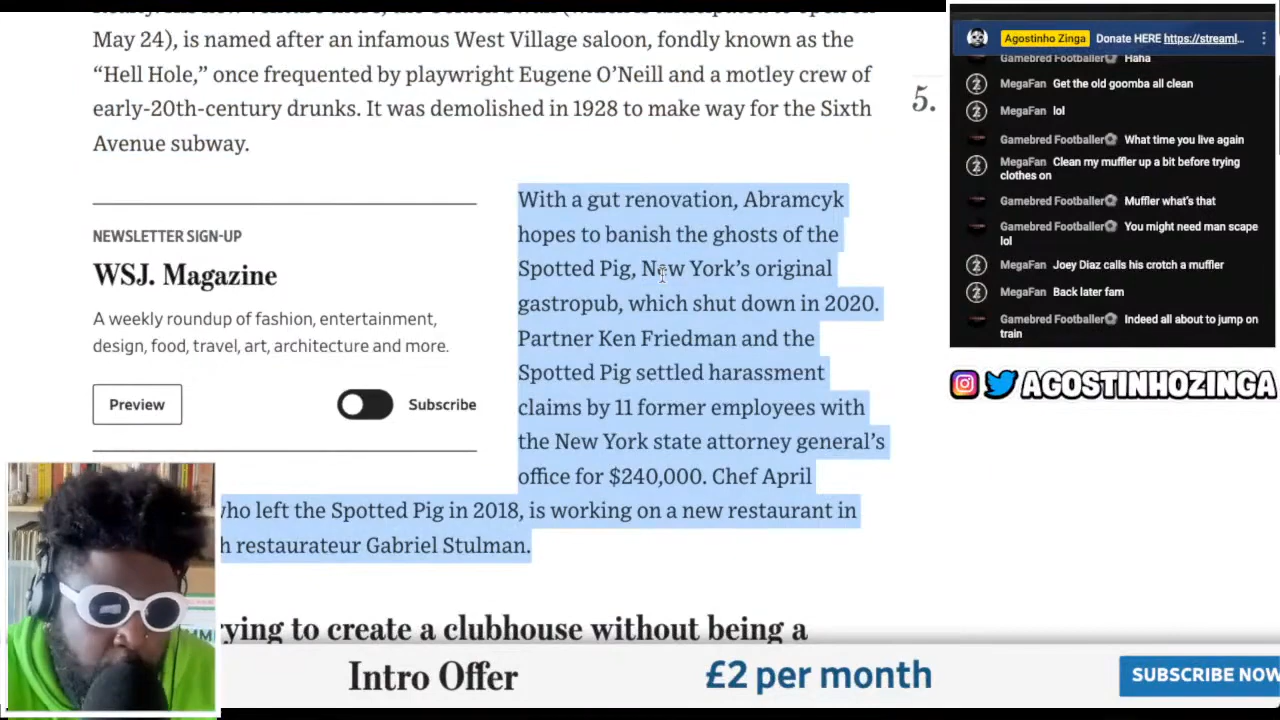 May 24), is named after an infamous West Village saloon, fondly known as the
“Hell Hole,” once frequented by playwright Eugene O’Neill and a motley crew of
early-20th-century drunks. It was demolished in 1928 to make way for the Sixth
Avenue subway.
5.
NEWSLETTER SIGN-UP
WSJ. Magazine
A weekly roundup of fashion, entertainment,
design, food, travel, art, architecture and more.
Preview
Subscribe
With a gut renovation, Abramcyk
hopes to banish the ghosts of the
Spotted Pig, New York’s original
gastropub, which shut down in 2020.
Partner Ken Friedman and the
Spotted Pig settled harassment
claims by 11 former employees with
the New York state attorney general’s
office for $240,000. Chef April
who left the Spotted Pig in 2018, is working on a new restaurant in
restaurateur Gabriel Stulman.
to create a clubhouse without being a
Intro Offer
£2 per month
SUBSCRIBE NOW
Agostinho Zinga Donate HERE https://streaml...
Gamebred Footballer Haha
MegaFan Get the old goomba all clean
MegaFan lol
Gamebred Footballer What time you live again
MegaFan Clean my muffler up a bit before trying
clothes on
Gamebred Footballer Muffler what's that
Gamebred Footballer You might need man scape
lol
MegaFan Joey Diaz calls his crotch a muffler
MegaFan Back later fam
Gamebred Footballer Indeed all about to jump on
train
AGOSTINHOZINGA